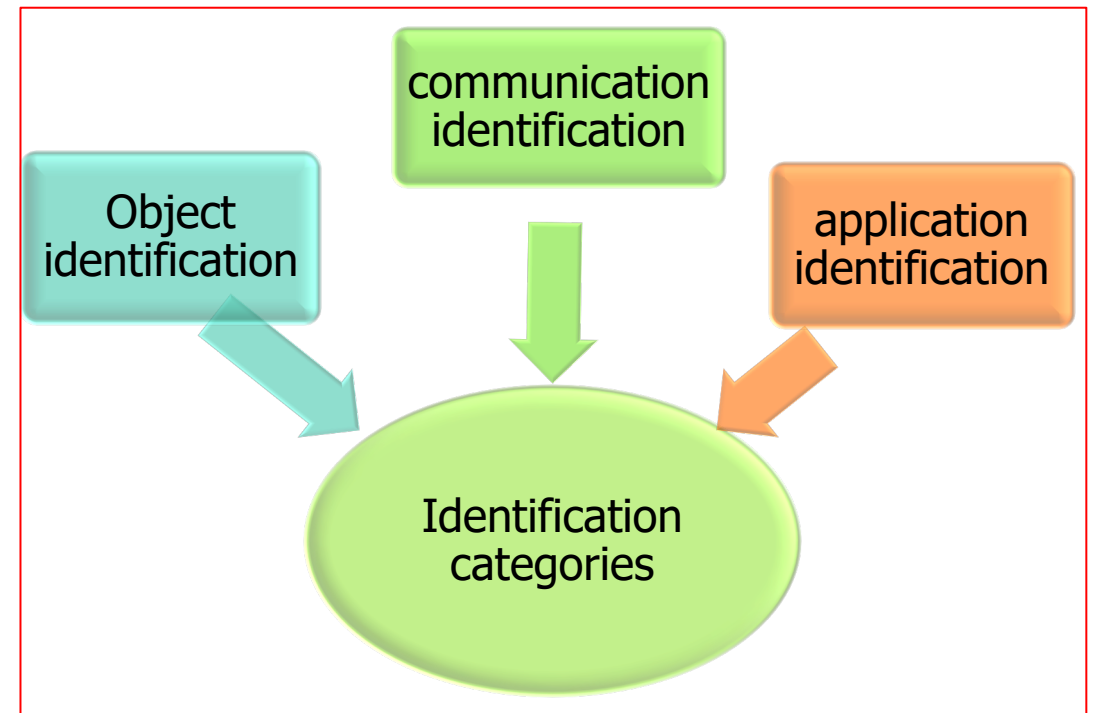 communication
identification
Object
identification
application
identification
Identification
categories